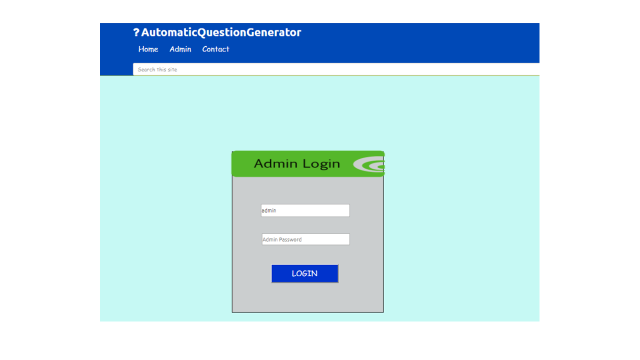 ? AutomaticQuestionGenerator
Home Admin Contact
Search this site
Admin Login
admin
Admin Password
LOGIN